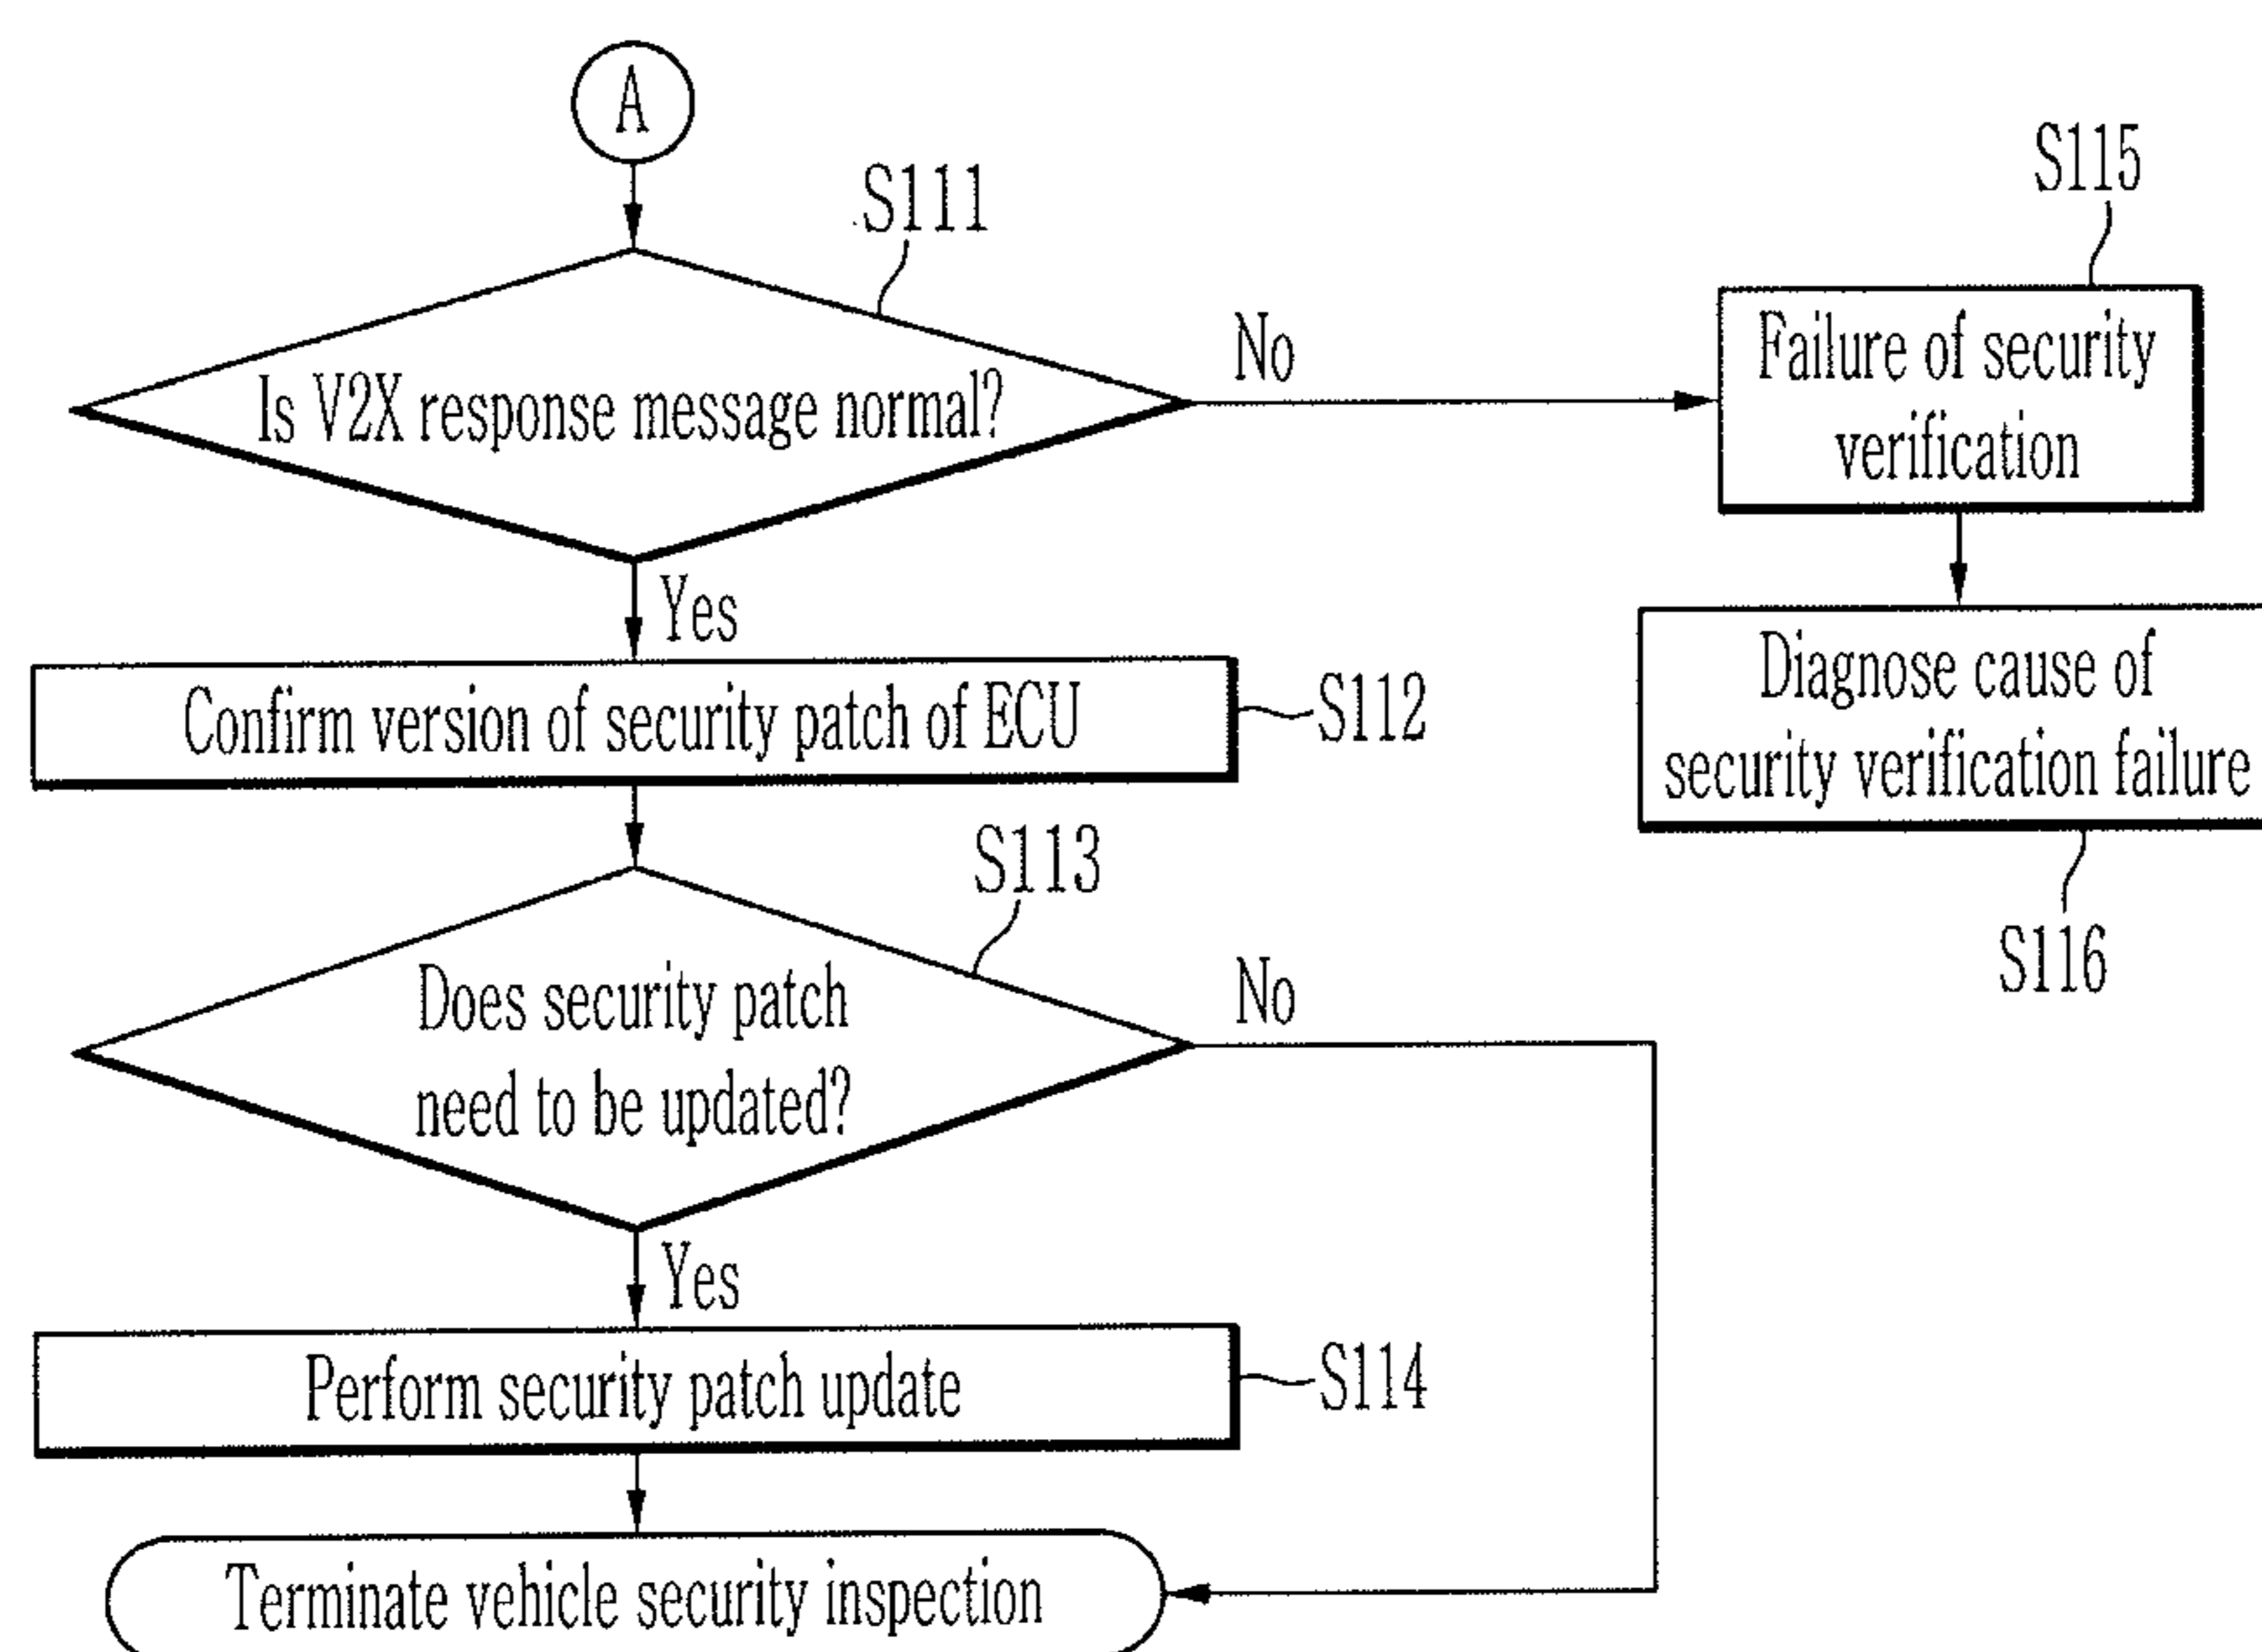 A
S111
Is V2X response message normal?
No
S115
Failure of security
verification
Yes
Confirm version of security patch of ECU
S112
Diagnose cause of
security verification failure
S116
S113
Does security patch
need to be updated?
No
Yes
Perform security patch update
S114
Terminate vehicle security inspection